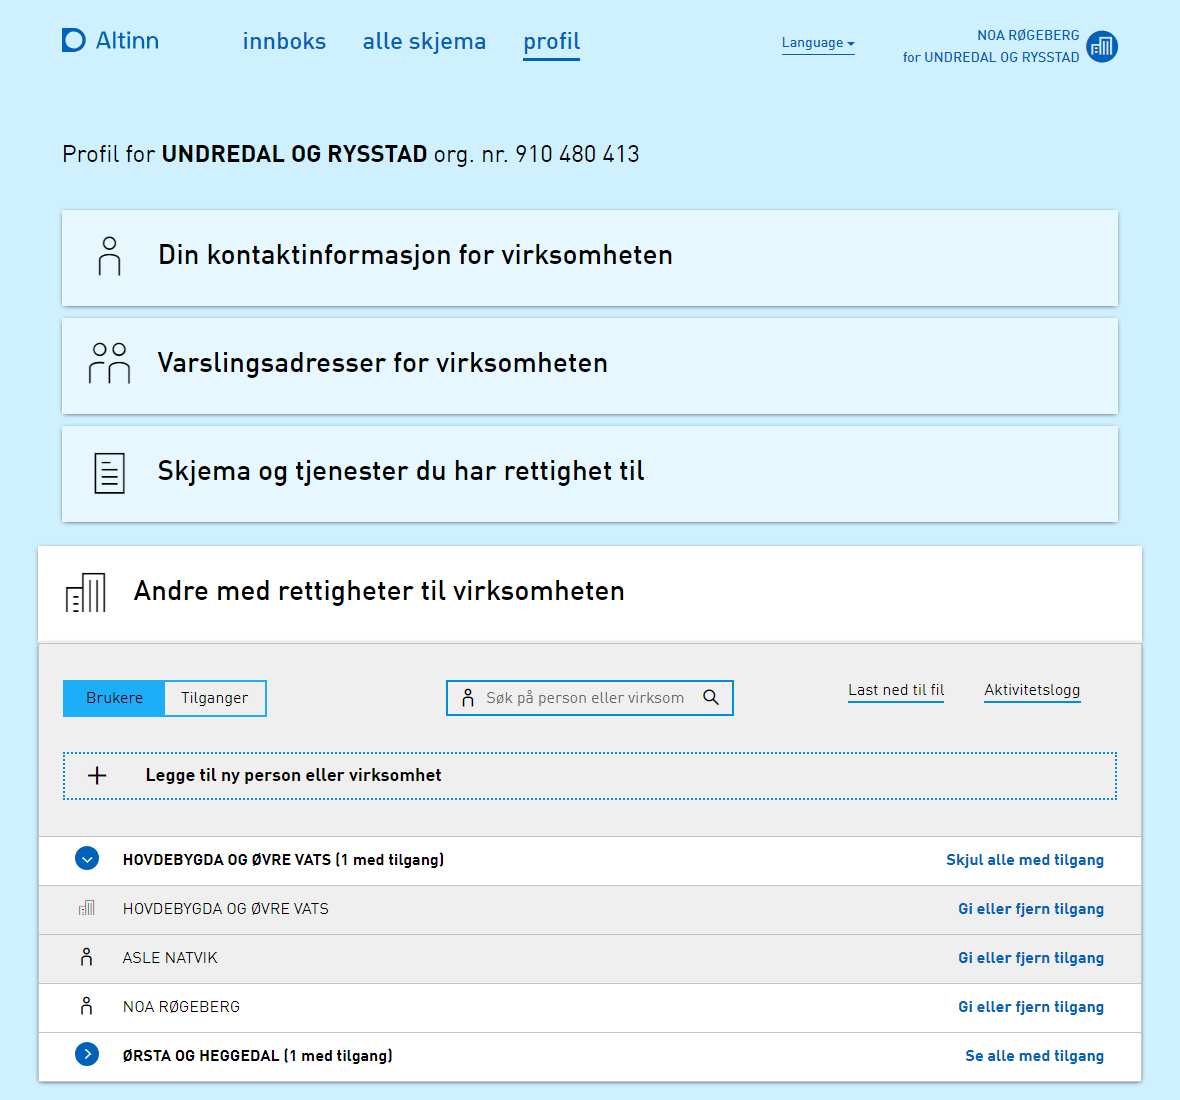 Altinn
innboks
alle skjema
profil
Language
NOA RØGEBERG
for UNDREDAL OG RYSSTAD
Profil for UNDREDAL OG RYSSTAD org. nr. 910 480 413
Din kontaktinformasjon for virksomheten
Varslingsadresser for virksomheten
Skjema og tjenester du har rettighet til
Andre med rettigheter til virksomheten
Brukere
Tilganger
Søk på person eller virksom
Last ned til fil
Aktivitetslogg
Legge til ny person eller virksomhet
HOVDEBYGDA OG ØVRE VATS (1 med tilgang)
Skjul alle med tilgang
HOVDEBYGDA OG ØVRE VATS
Gi eller fjern tilgang
ASLE NATVIK
Gi eller fjern tilgang
NOA RØGEBERG
Gi eller fjern tilgang
ØRSTA OG HEGGEDAL (1 med tilgang)
Se alle med tilgang